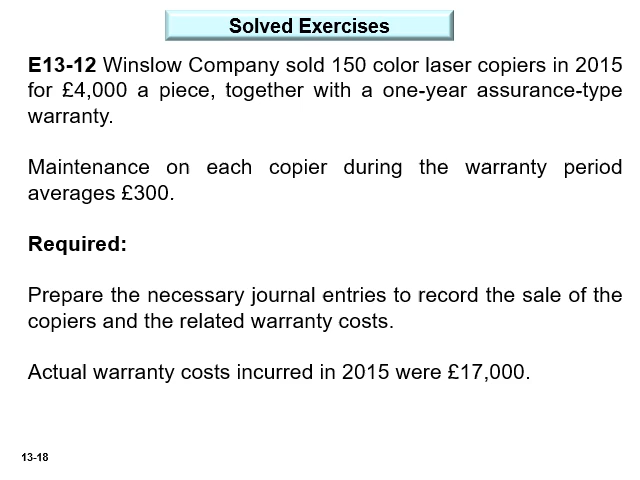 Solved Exercises
E13-12 Winslow Company sold 150 color laser copiers in 2015
for £4,000 a piece, together with a one-year assurance-type
warranty.
Maintenance on each copier during the warranty period
averages £300.
Required:
Prepare the necessary journal entries to record the sale of the
copiers and the related warranty costs.
Actual warranty costs incurred in 2015 were £17,000.
13-18